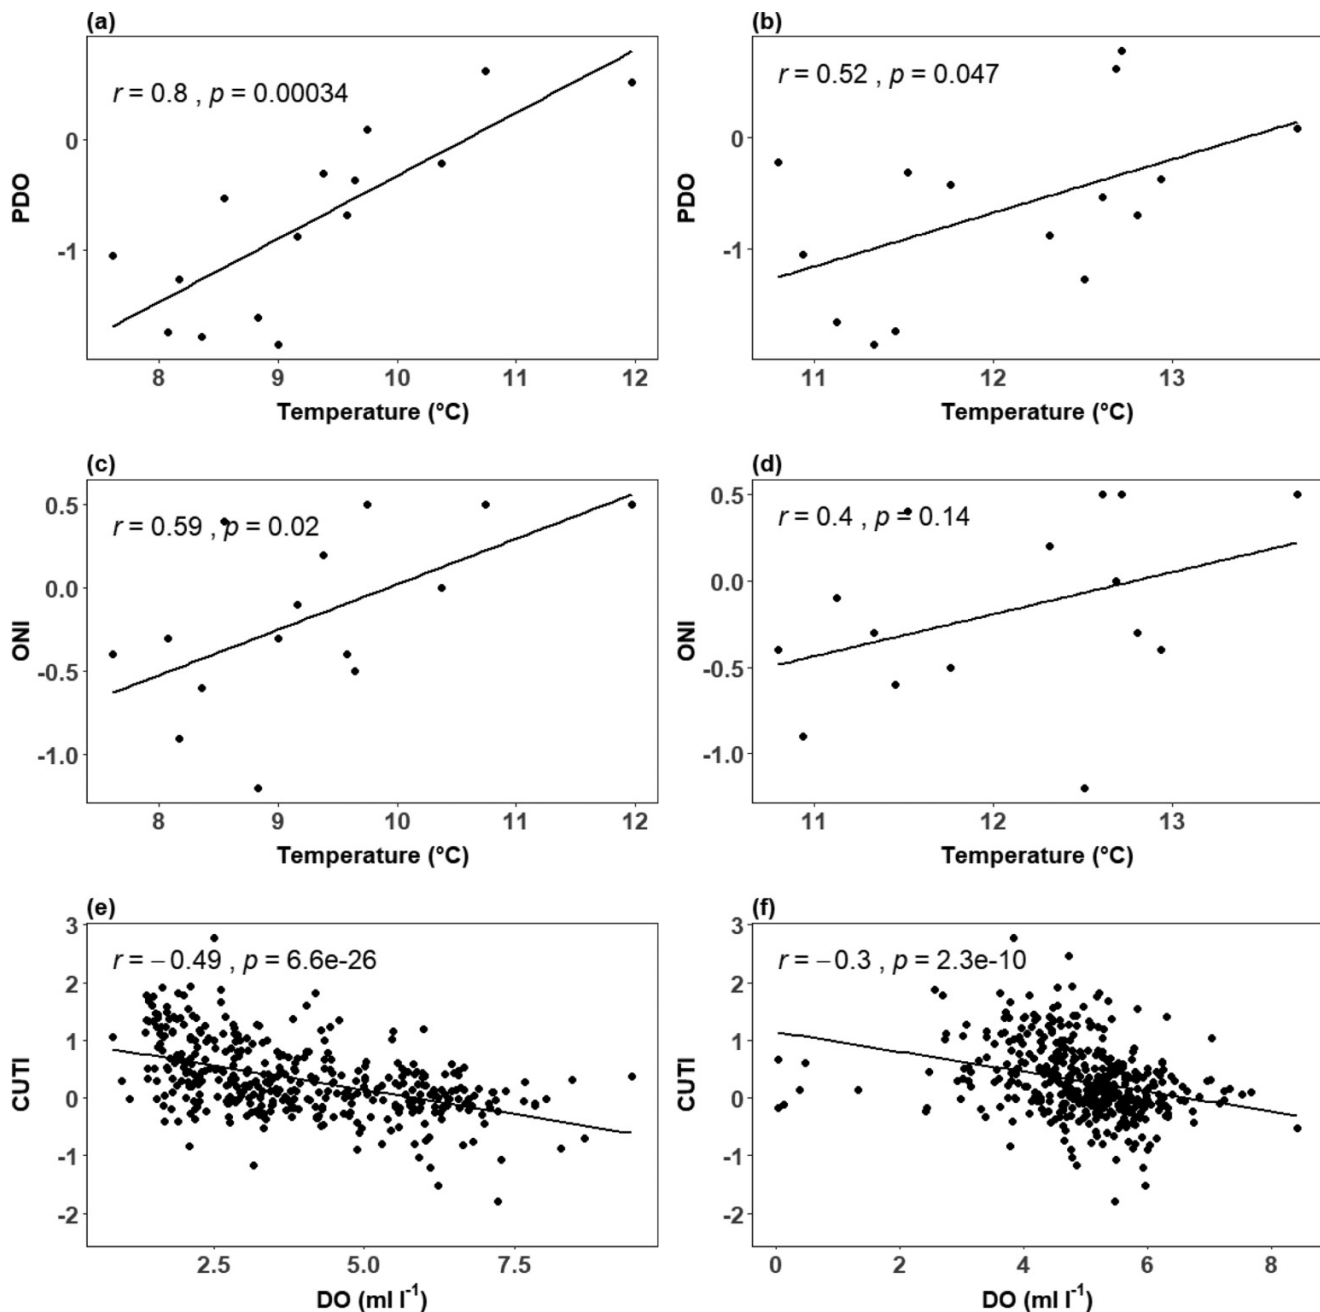 (a)
r = 0.8 , p = 0.00034
0
-1
PDO
8 9 10 11 12
Temperature (°C)
(b)
r = 0.52 , p = 0.047
0
-1
PDO
11 12 13
Temperature (°C)
(c)
0.5
r = 0.59 , p = 0.02
0.0
-0.5
-1.0
ONI
8 9 10 11 12
Temperature (°C)
(d)
0.5
r = 0.4 , p = 0.14
0.0
-0.5
-1.0
ONI
11 12 13
Temperature (°C)
(e)
3
r = −0.49 , p = 6.6e-26
2
1
0
-1
-2
CUTI
2.5 5.0 7.5
DO (ml l⁻¹)
(f)
3
r = −0.3 , p = 2.3e-10
2
1
0
-1
-2
CUTI
0 2 4 6 8
DO (ml l⁻¹)